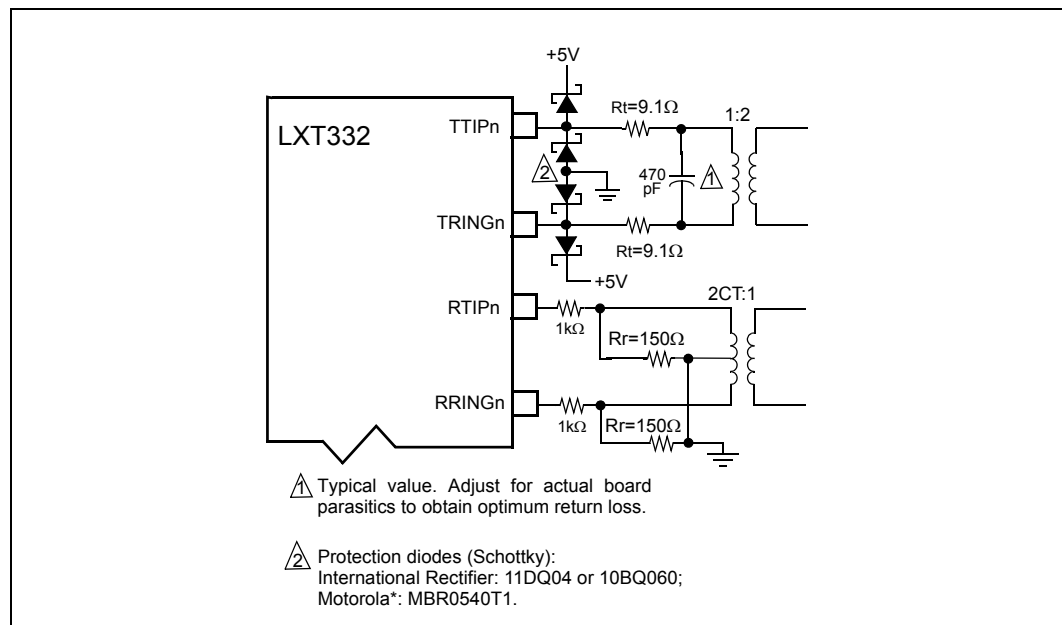 +5V
LXT332
TTIPn
Rt=9.1Ω
1:2
2
470
pF
1
TRINGn
Rt=9.1Ω
+5V
2CT:1
RTIPn
1kΩ
Rr=150Ω
RRINGn
1kΩ
Rr=150Ω
1 Typical value. Adjust for actual board
parasitics to obtain optimum return loss.
2 Protection diodes (Schottky):
International Rectifier: 11DQ04 or 10BQ060;
Motorola*: MBR0540T1.